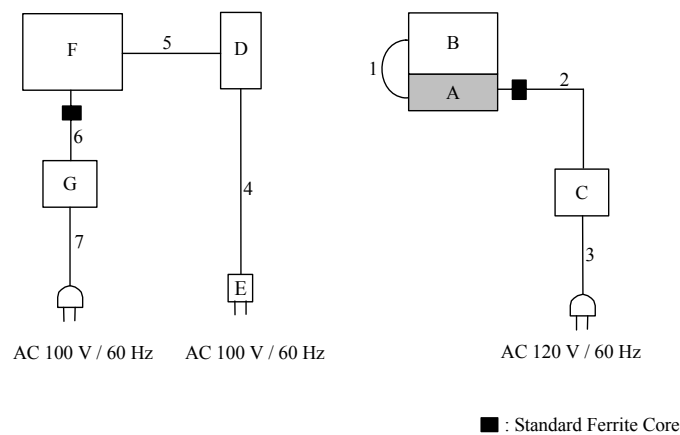 F
5
D
B
1
A
2
6
G
4
C
7
3
E
AC 100 V / 60 Hz
AC 100 V / 60 Hz
AC 120 V / 60 Hz
: Standard Ferrite Core